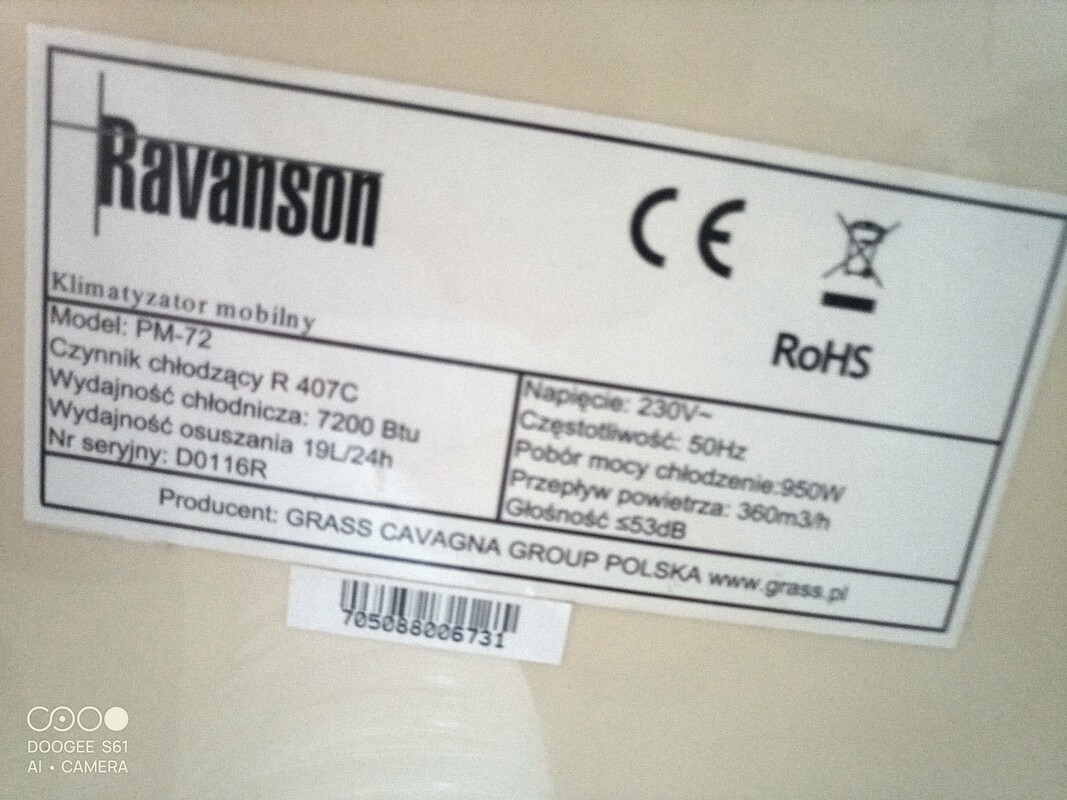 Ravanson
CE
RoHS
Klimatyzator mobilny
Model: PM-72
Czynnik chłodzący R 407C
Wydajność chłodnicza: 7200 Btu
Wydajność osuszania 19L/24h
Nr seryjny: D0116R
Napięcie: 230V~
Częstotliwość: 50Hz
Pobór mocy chłodzenie:950W
Przepływ powietrza: 360m3/h
Głośność ≤53dB
Producent: GRASS CAVAGNA GROUP POLSKA www.grass.pl
705088006731
DOOGEE S61
AI • CAMERA